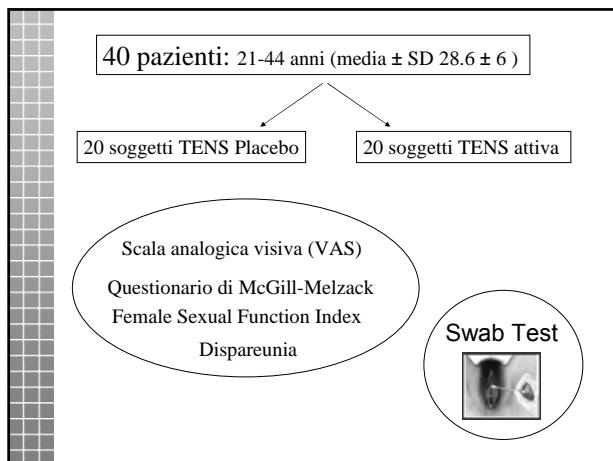 40 pazienti: 21-44 anni (media ± SD 28.6 ± 6 )
20 soggetti TENS Placebo
20 soggetti TENS attiva
Scala analogica visiva (VAS)
Questionario di McGill-Melzack
Female Sexual Function Index
Dispareunia
Swab Test